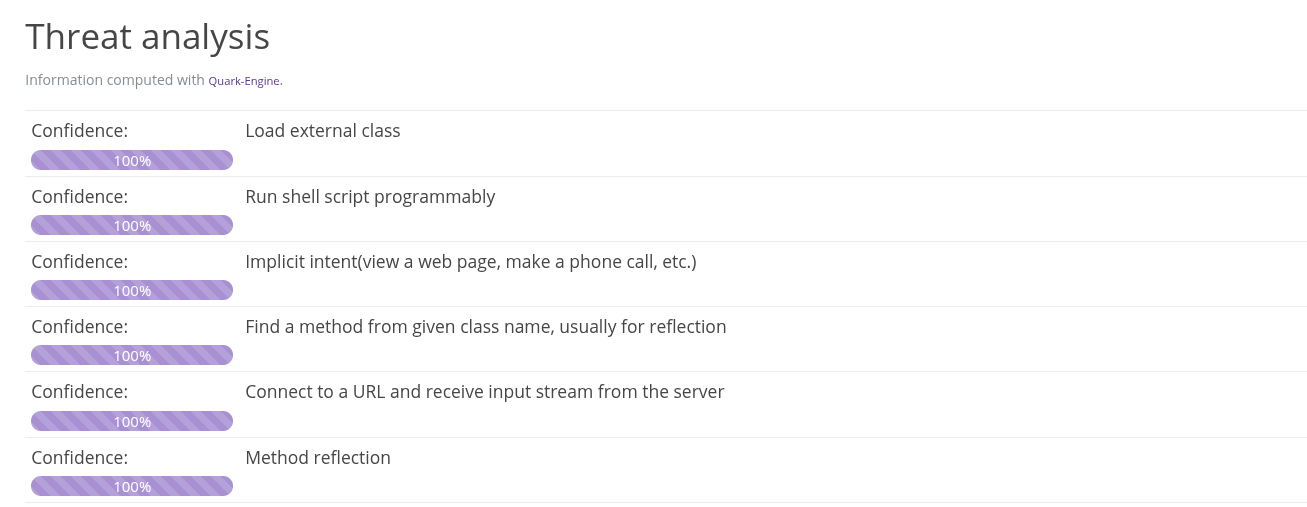 Threat analysis
Information computed with Quark-Engine.
Confidence: Load external class
100%
Confidence: Run shell script programmably
100%
Confidence: Implicit intent(view a web page, make a phone call, etc.)
100%
Confidence: Find a method from given class name, usually for reflection
100%
Confidence: Connect to a URL and receive input stream from the server
100%
Confidence: Method reflection
100%